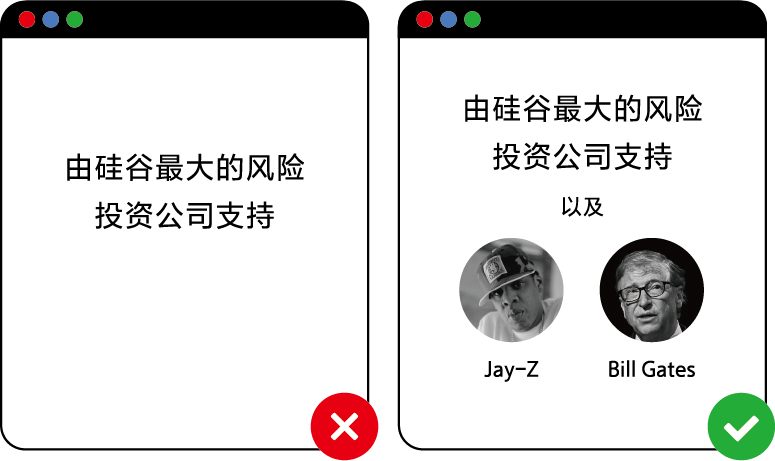 由硅谷最大的风险
投资公司支持
由硅谷最大的风险
投资公司支持
以及
Jay-Z
Bill Gates